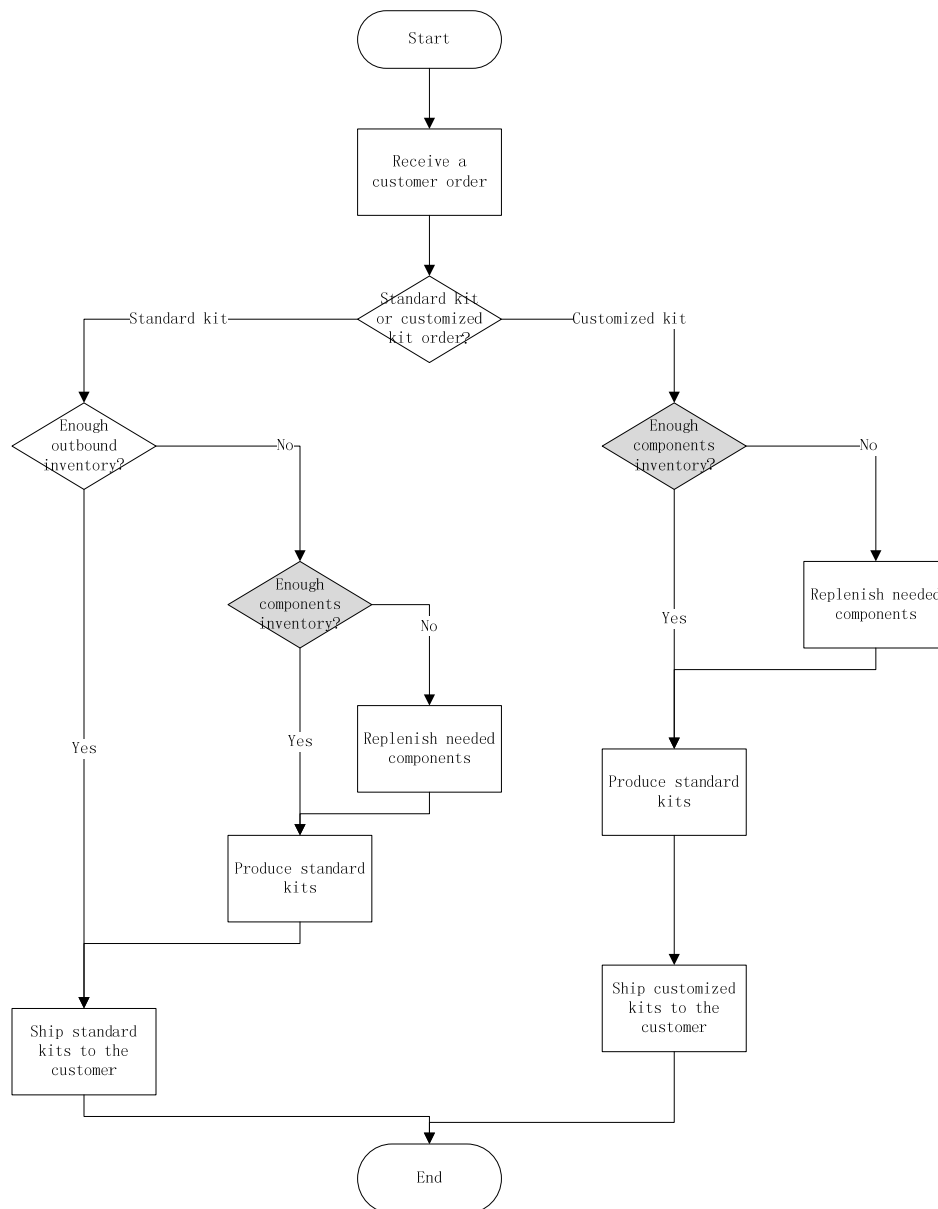 Start
Receive a
customer order
Standard kit
or customized
kit order?
Standard kit
Customized kit
Enough
outbound
inventory?
No
Enough
components
inventory?
No
Enough
components
inventory?
No
Replenish needed
components
Yes
Yes
Yes
Replenish needed
components
Produce standard
kits
Produce standard
kits
Ship customized
kits to the
customer
Ship standard
kits to the
customer
End